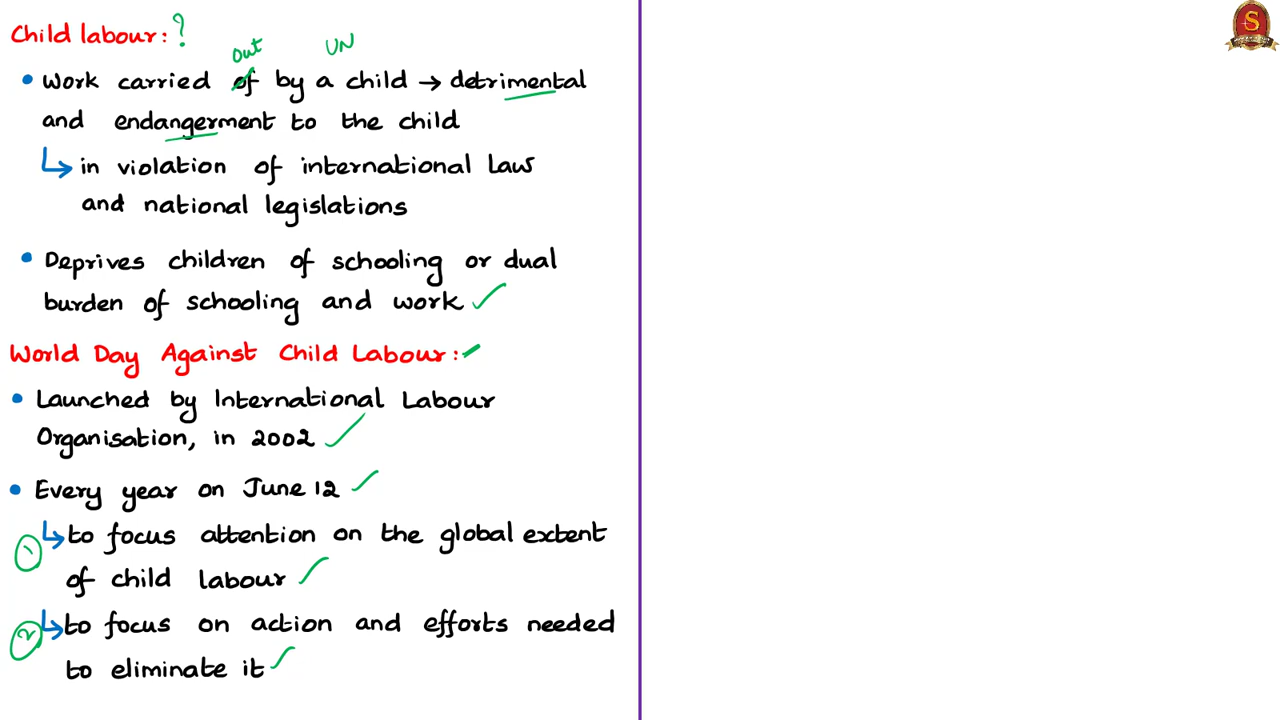 Child labour: ?
out UN
Work carried of by a child → detrimental
and endangerment to the child
↳ in violation of international law
and national legislations
• Deprives children of schooling or dual
burden of schooling and work ✓
World Day Against Child Labour:
• Launched by International Labour
Organisation, in 2002 ✓
• Every year on June 12 ✓
1 ↳ to focus attention on the global extent
of child labour ✓
2 ↳ to focus on action and efforts needed
to eliminate it ✓
S